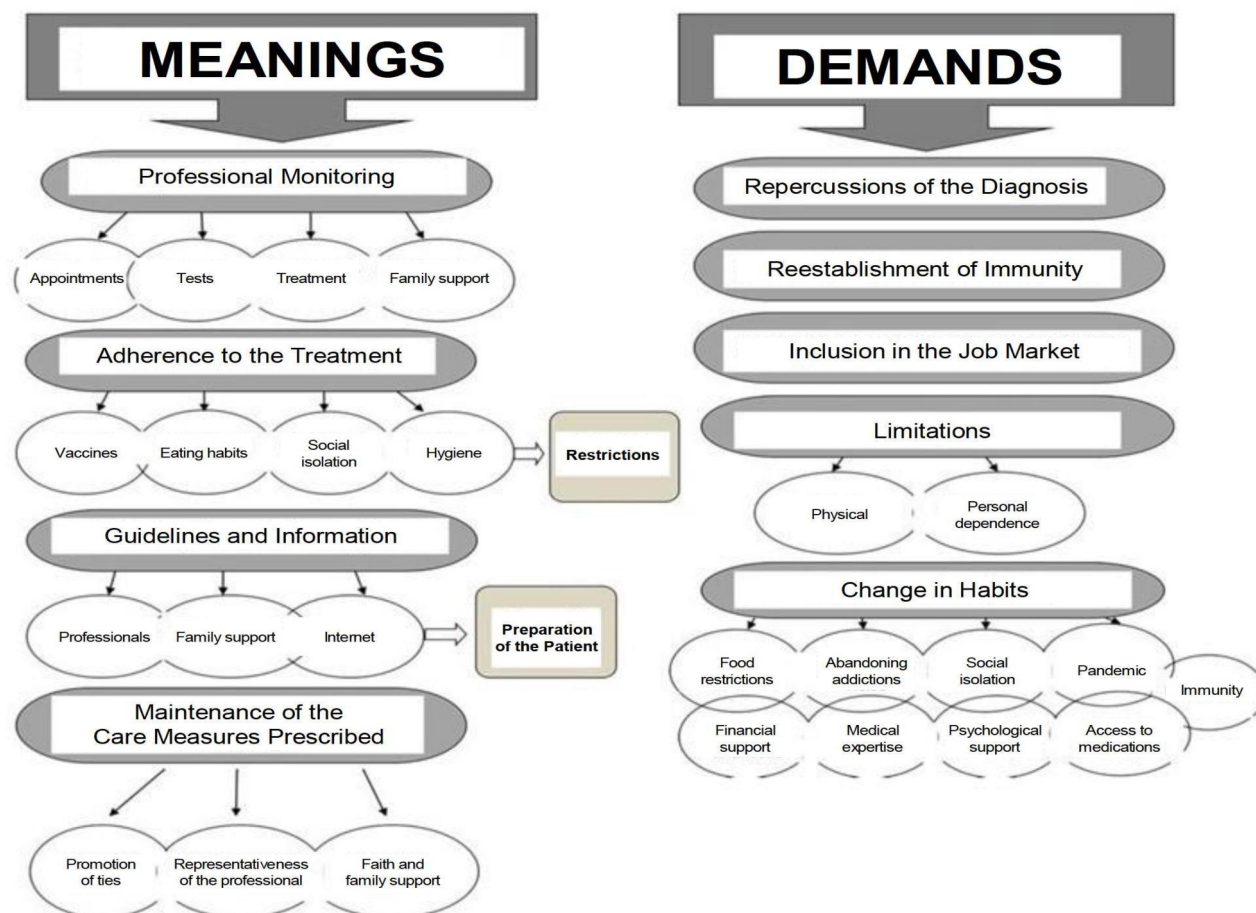 MEANINGS
Professional Monitoring
Appointments
Tests
Treatment
Family support
Adherence to the Treatment
Vaccines
Eating habits
Social
isolation
Hygiene
Restrictions
Guidelines and Information
Professionals
Family support
Internet
Preparation
of the Patient
Maintenance of the
Care Measures Prescribed
Promotion
of ties
Representativeness
of the professional
Faith and
family support
DEMANDS
Repercussions of the Diagnosis
Reestablishment of Immunity
Inclusion in the Job Market
Limitations
Physical
Personal
dependence
Change in Habits
Food
restrictions
Abandoning
addictions
Social
isolation
Pandemic
Immunity
Financial
support
Medical
expertise
Psychological
support
Access to
medications